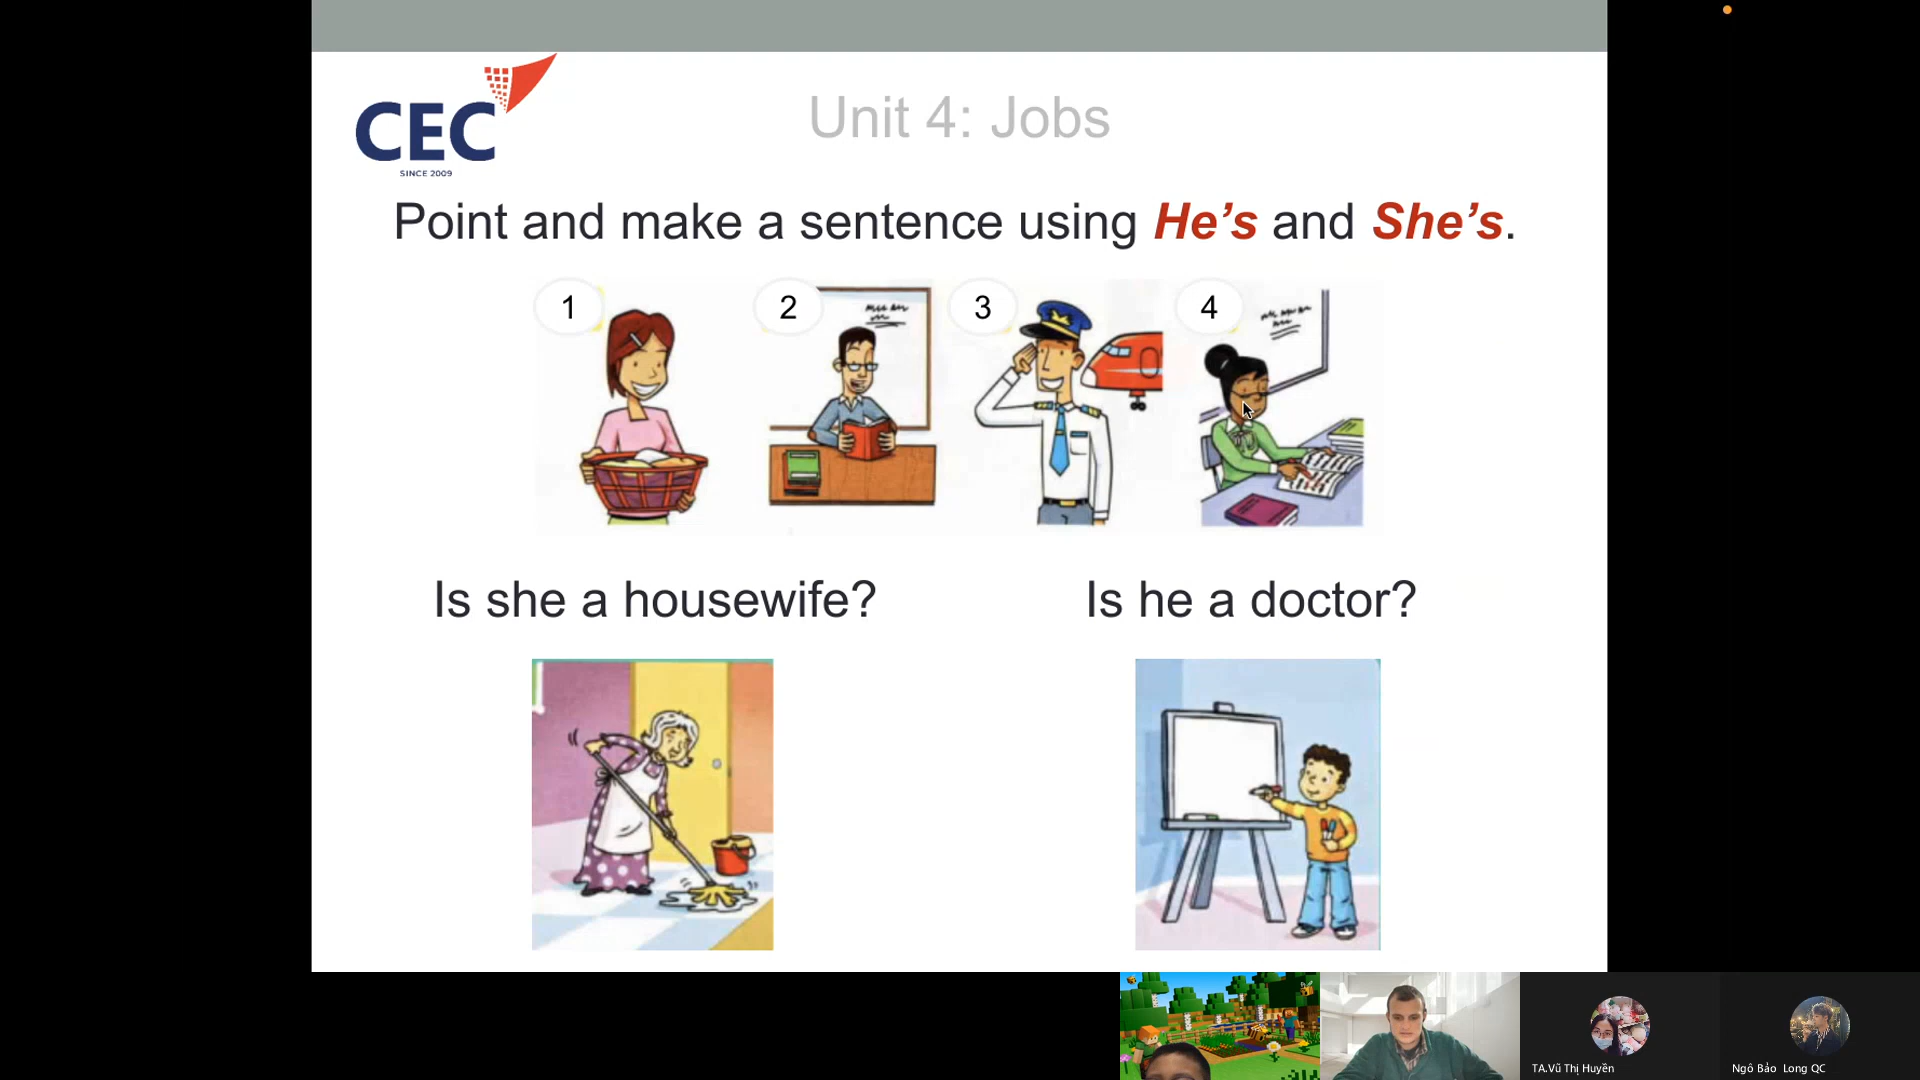 CEC
SINCE 2009
Unit 4: Jobs
Point and make a sentence using He’s and She’s.
1
2
3
4
Is she a housewife?
Is he a doctor?
TA.Vũ Thị Huyền
Ngô Bảo Long QC